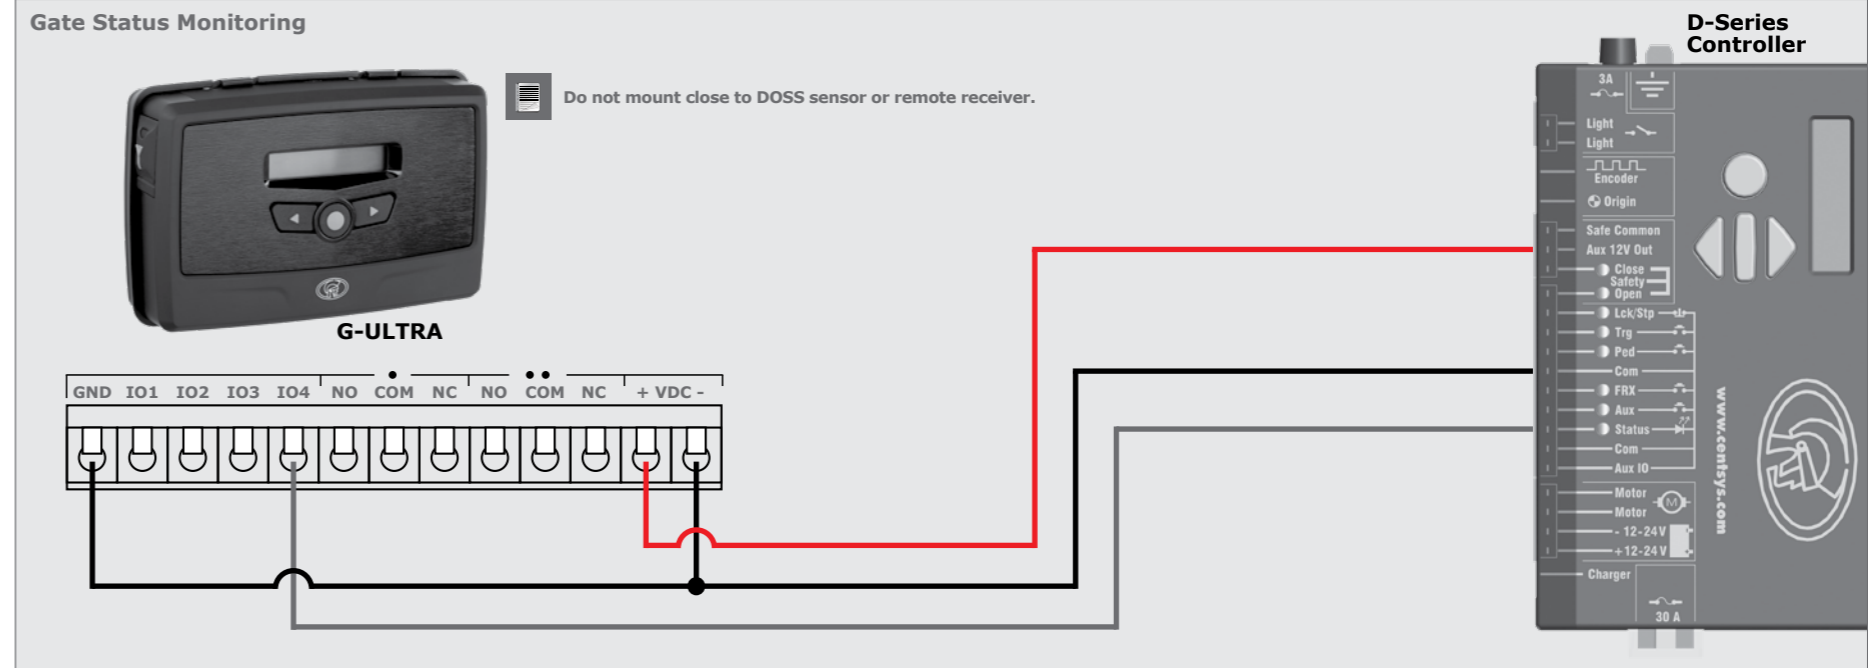 Gate Status Monitoring
D-Series
Controller
Do not mount close to DOSS sensor or remote receiver.
G-ULTRA
GND IO1 IO2 IO3 IO4 NO COM NC NO COM NC + VDC -
3A
Light
Light
Encoder
Origin
Safe Common
Aux 12V Out
Close
Safety
Open
Lck/Stp
Trg
Ped
Com
FRX
Aux
Status
Com
Aux IO
Motor
Motor
M
- 12-24V
+12-24V
Charger
30 A
www.centsys.com